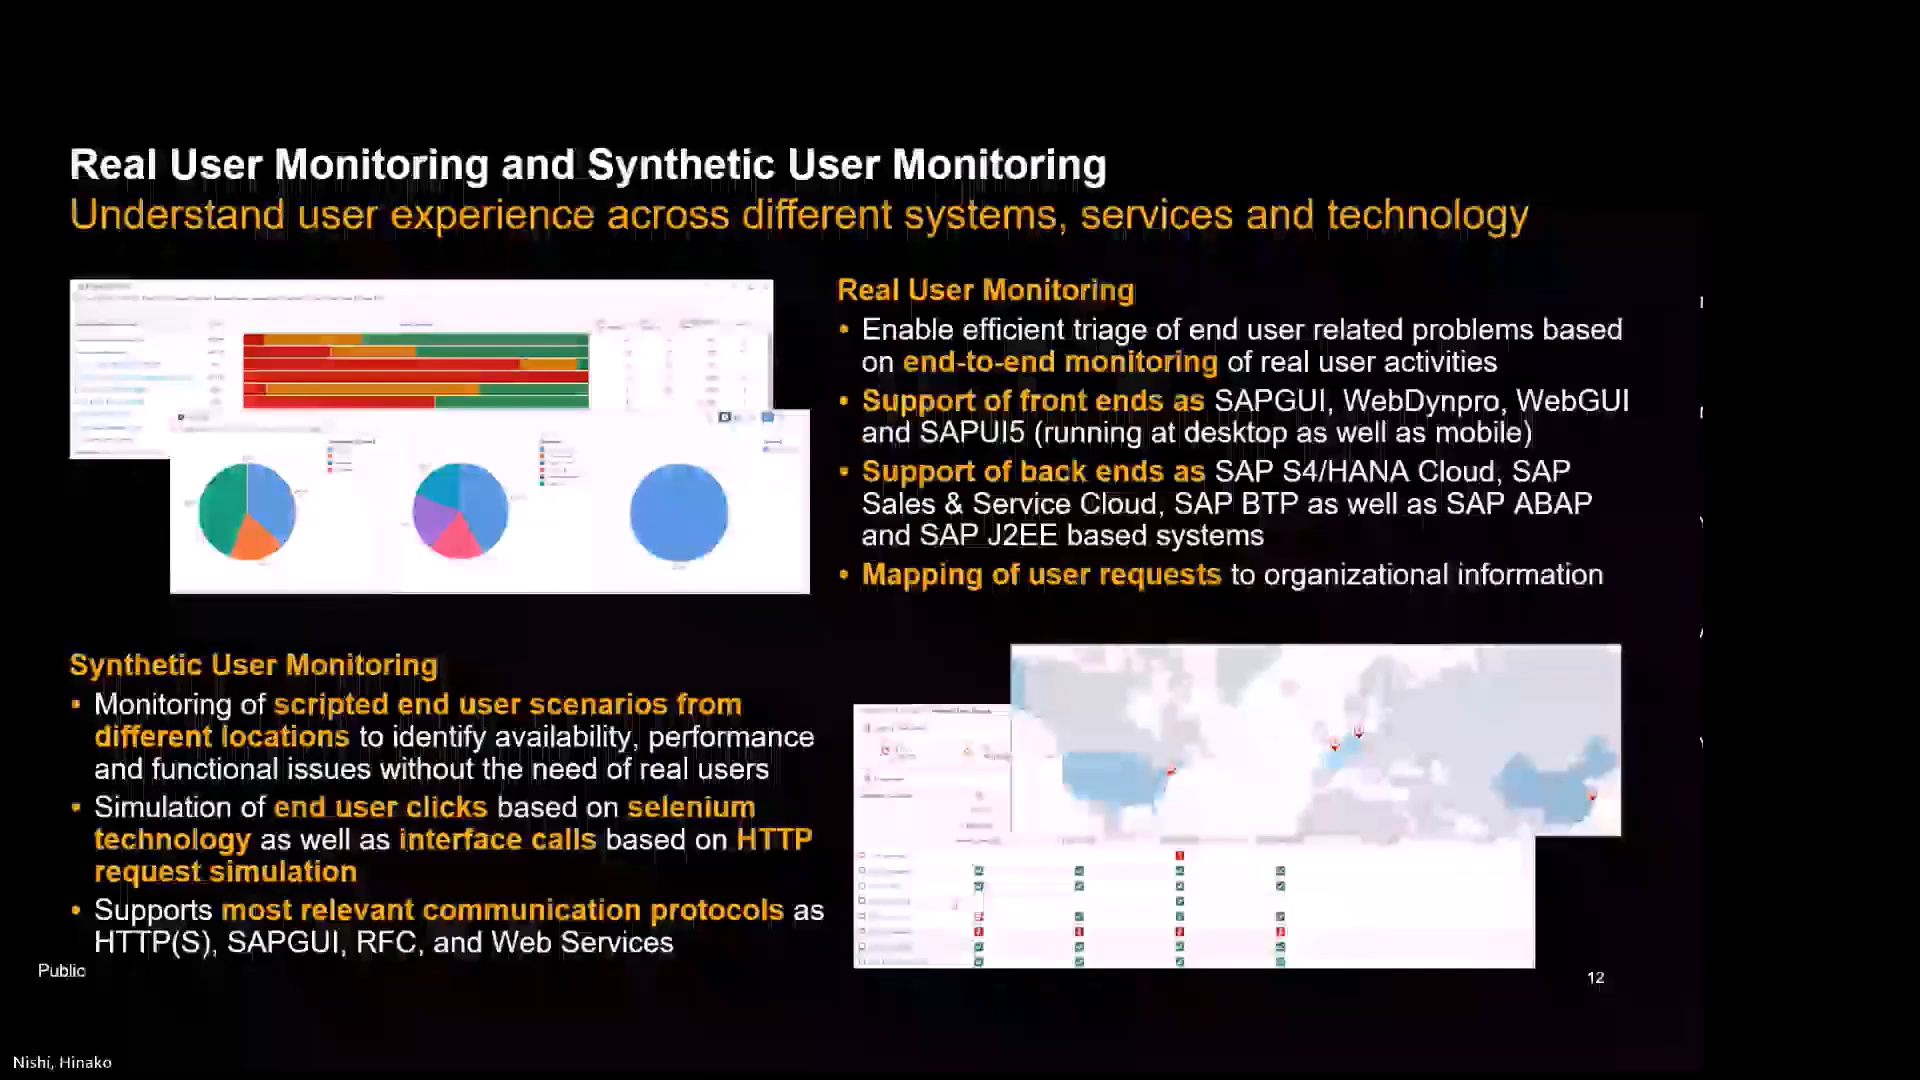 Real User Monitoring and Synthetic User Monitoring
Understand user experience across different systems, services and technology
Real User Monitoring
• Enable efficient triage of end user related problems based
on end-to-end monitoring of real user activities
• Support of front ends as SAPGUI, WebDynpro, WebGUI
and SAPUI5 (running at desktop as well as mobile)
• Support of back ends as SAP S4/HANA Cloud, SAP
Sales & Service Cloud, SAP BTP as well as SAP ABAP
and SAP J2EE based systems
• Mapping of user requests to organizational information
Synthetic User Monitoring
• Monitoring of scripted end user scenarios from
different locations to identify availability, performance
and functional issues without the need of real users
• Simulation of end user clicks based on selenium
technology as well as interface calls based on HTTP
request simulation
• Supports most relevant communication protocols as
HTTP(S), SAPGUI, RFC, and Web Services
Public
12
Nishi, Hinako